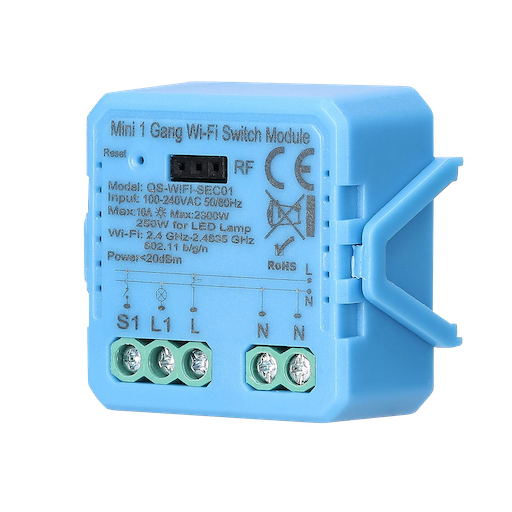 Mini 1 Gang Wi-Fi Switch Module
Reset
RF
CE
Model: QS-WIFI-SEC01
Input: 100-240VAC 50/60Hz
Max:10A Max:2300W
250W for LED Lamp
Wi-Fi: 2.4 GHz-2.4835 GHz
802.11 b/g/n
Power<20dBm
RoHS
L
N
S1 L1 L N N